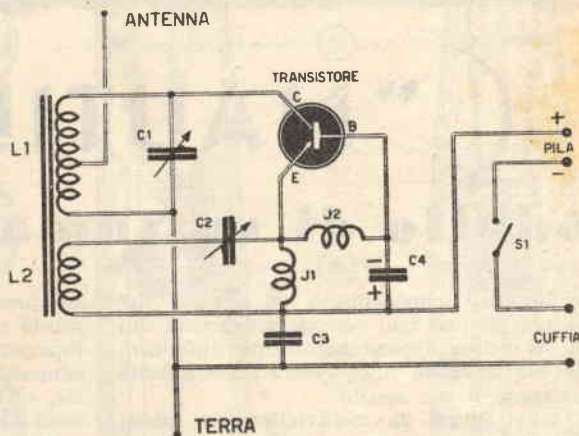 ANTENNA
TRANSISTORE
C
B
E
L1
C1
+
PILA
-
C2
J2
L2
J1
-
C4
+
S1
C3
CUFFIA
TERRA